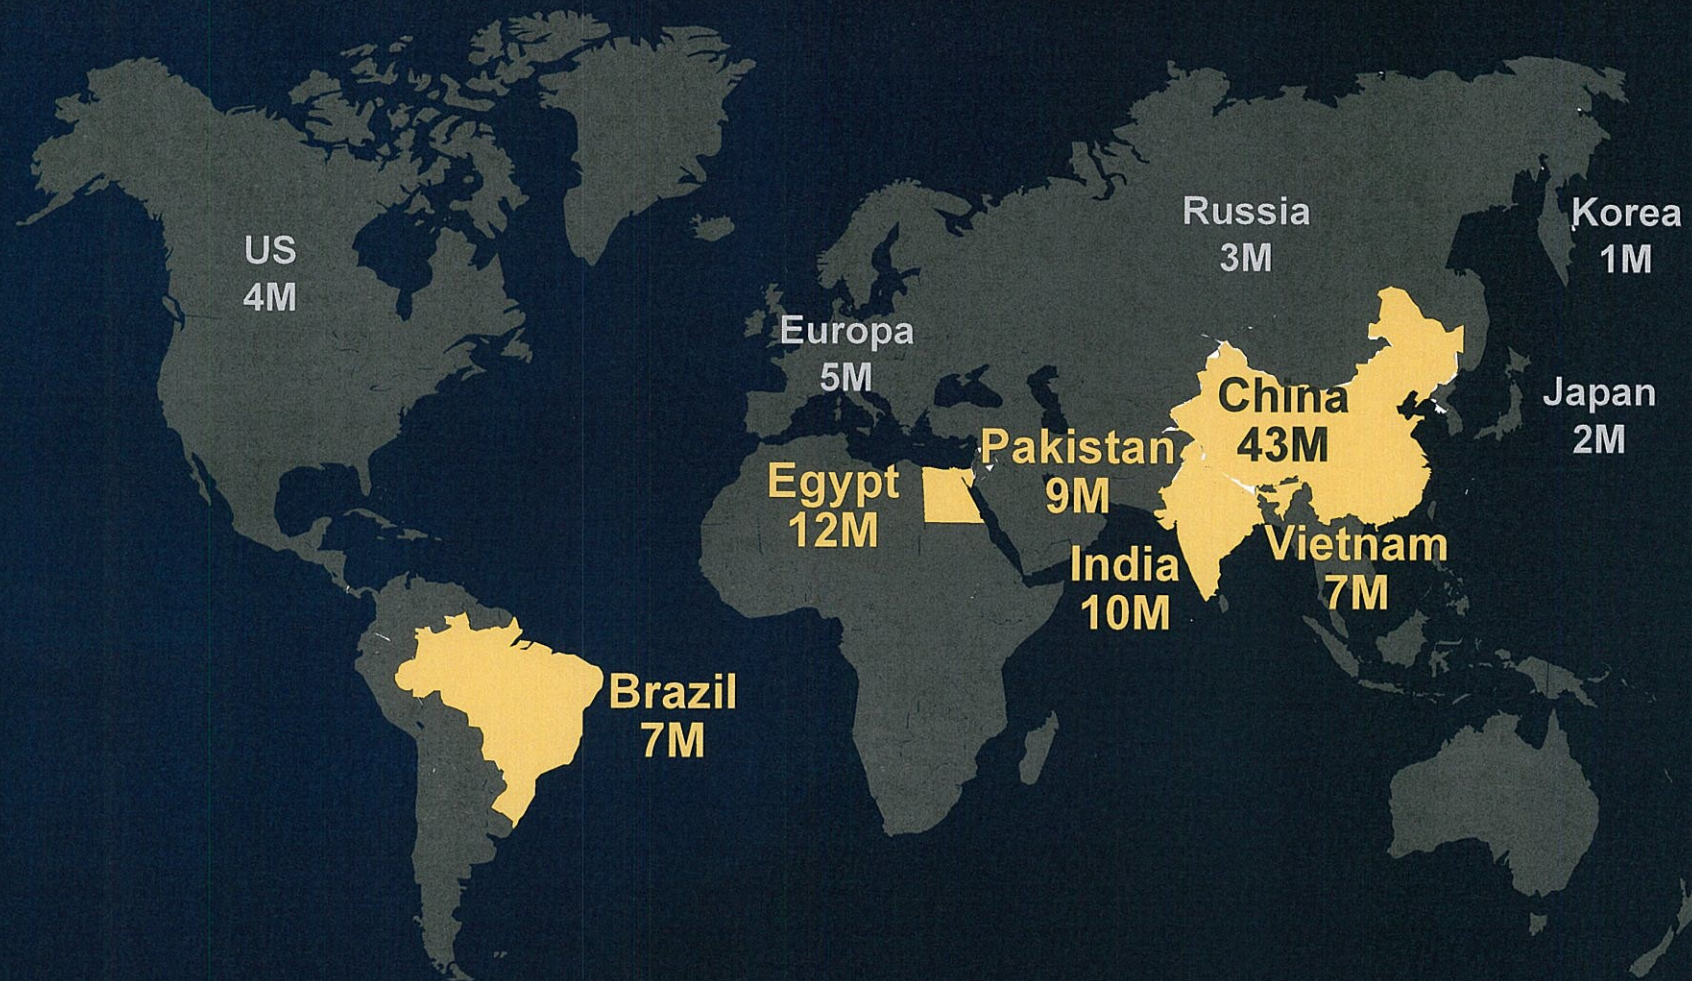 US
4M
Russia
3M
Korea
1M
Europa
5M
China
43M
Japan
2M
Pakistan
9M
Egypt
12M
India
10M
Vietnam
7M
Brazil
7M